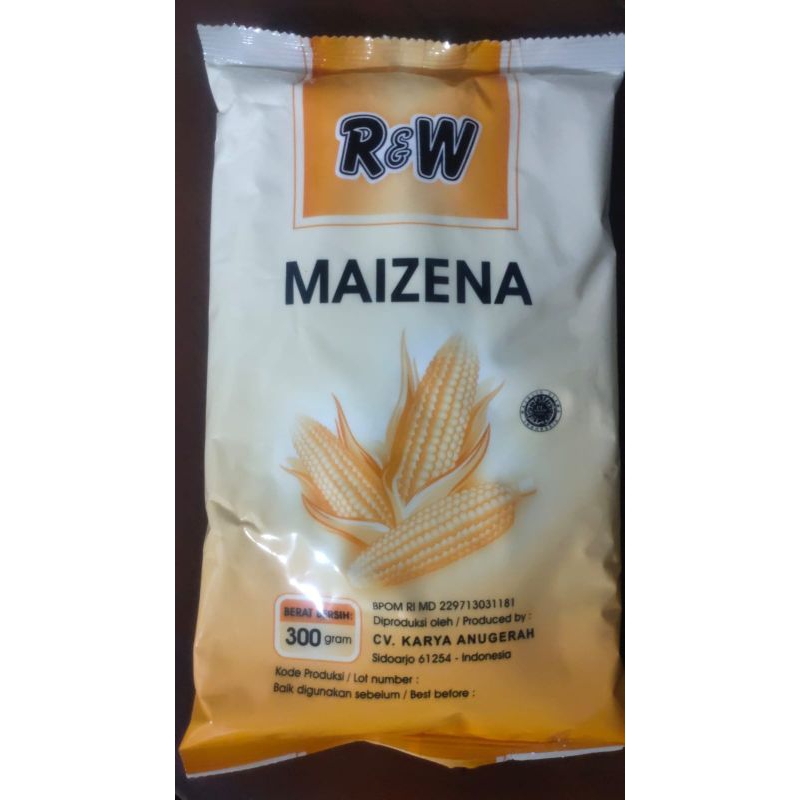 R&W
MAIZENA
BERAT BERSIH:
300 gram
BPOM RI MD 229713031181
Diproduksi oleh / Produced by :
CV. KARYA ANUGERAH
Sidoarjo 61254 - Indonesia
Kode Produksi / Lot number :
Baik digunakan sebelum / Best before :